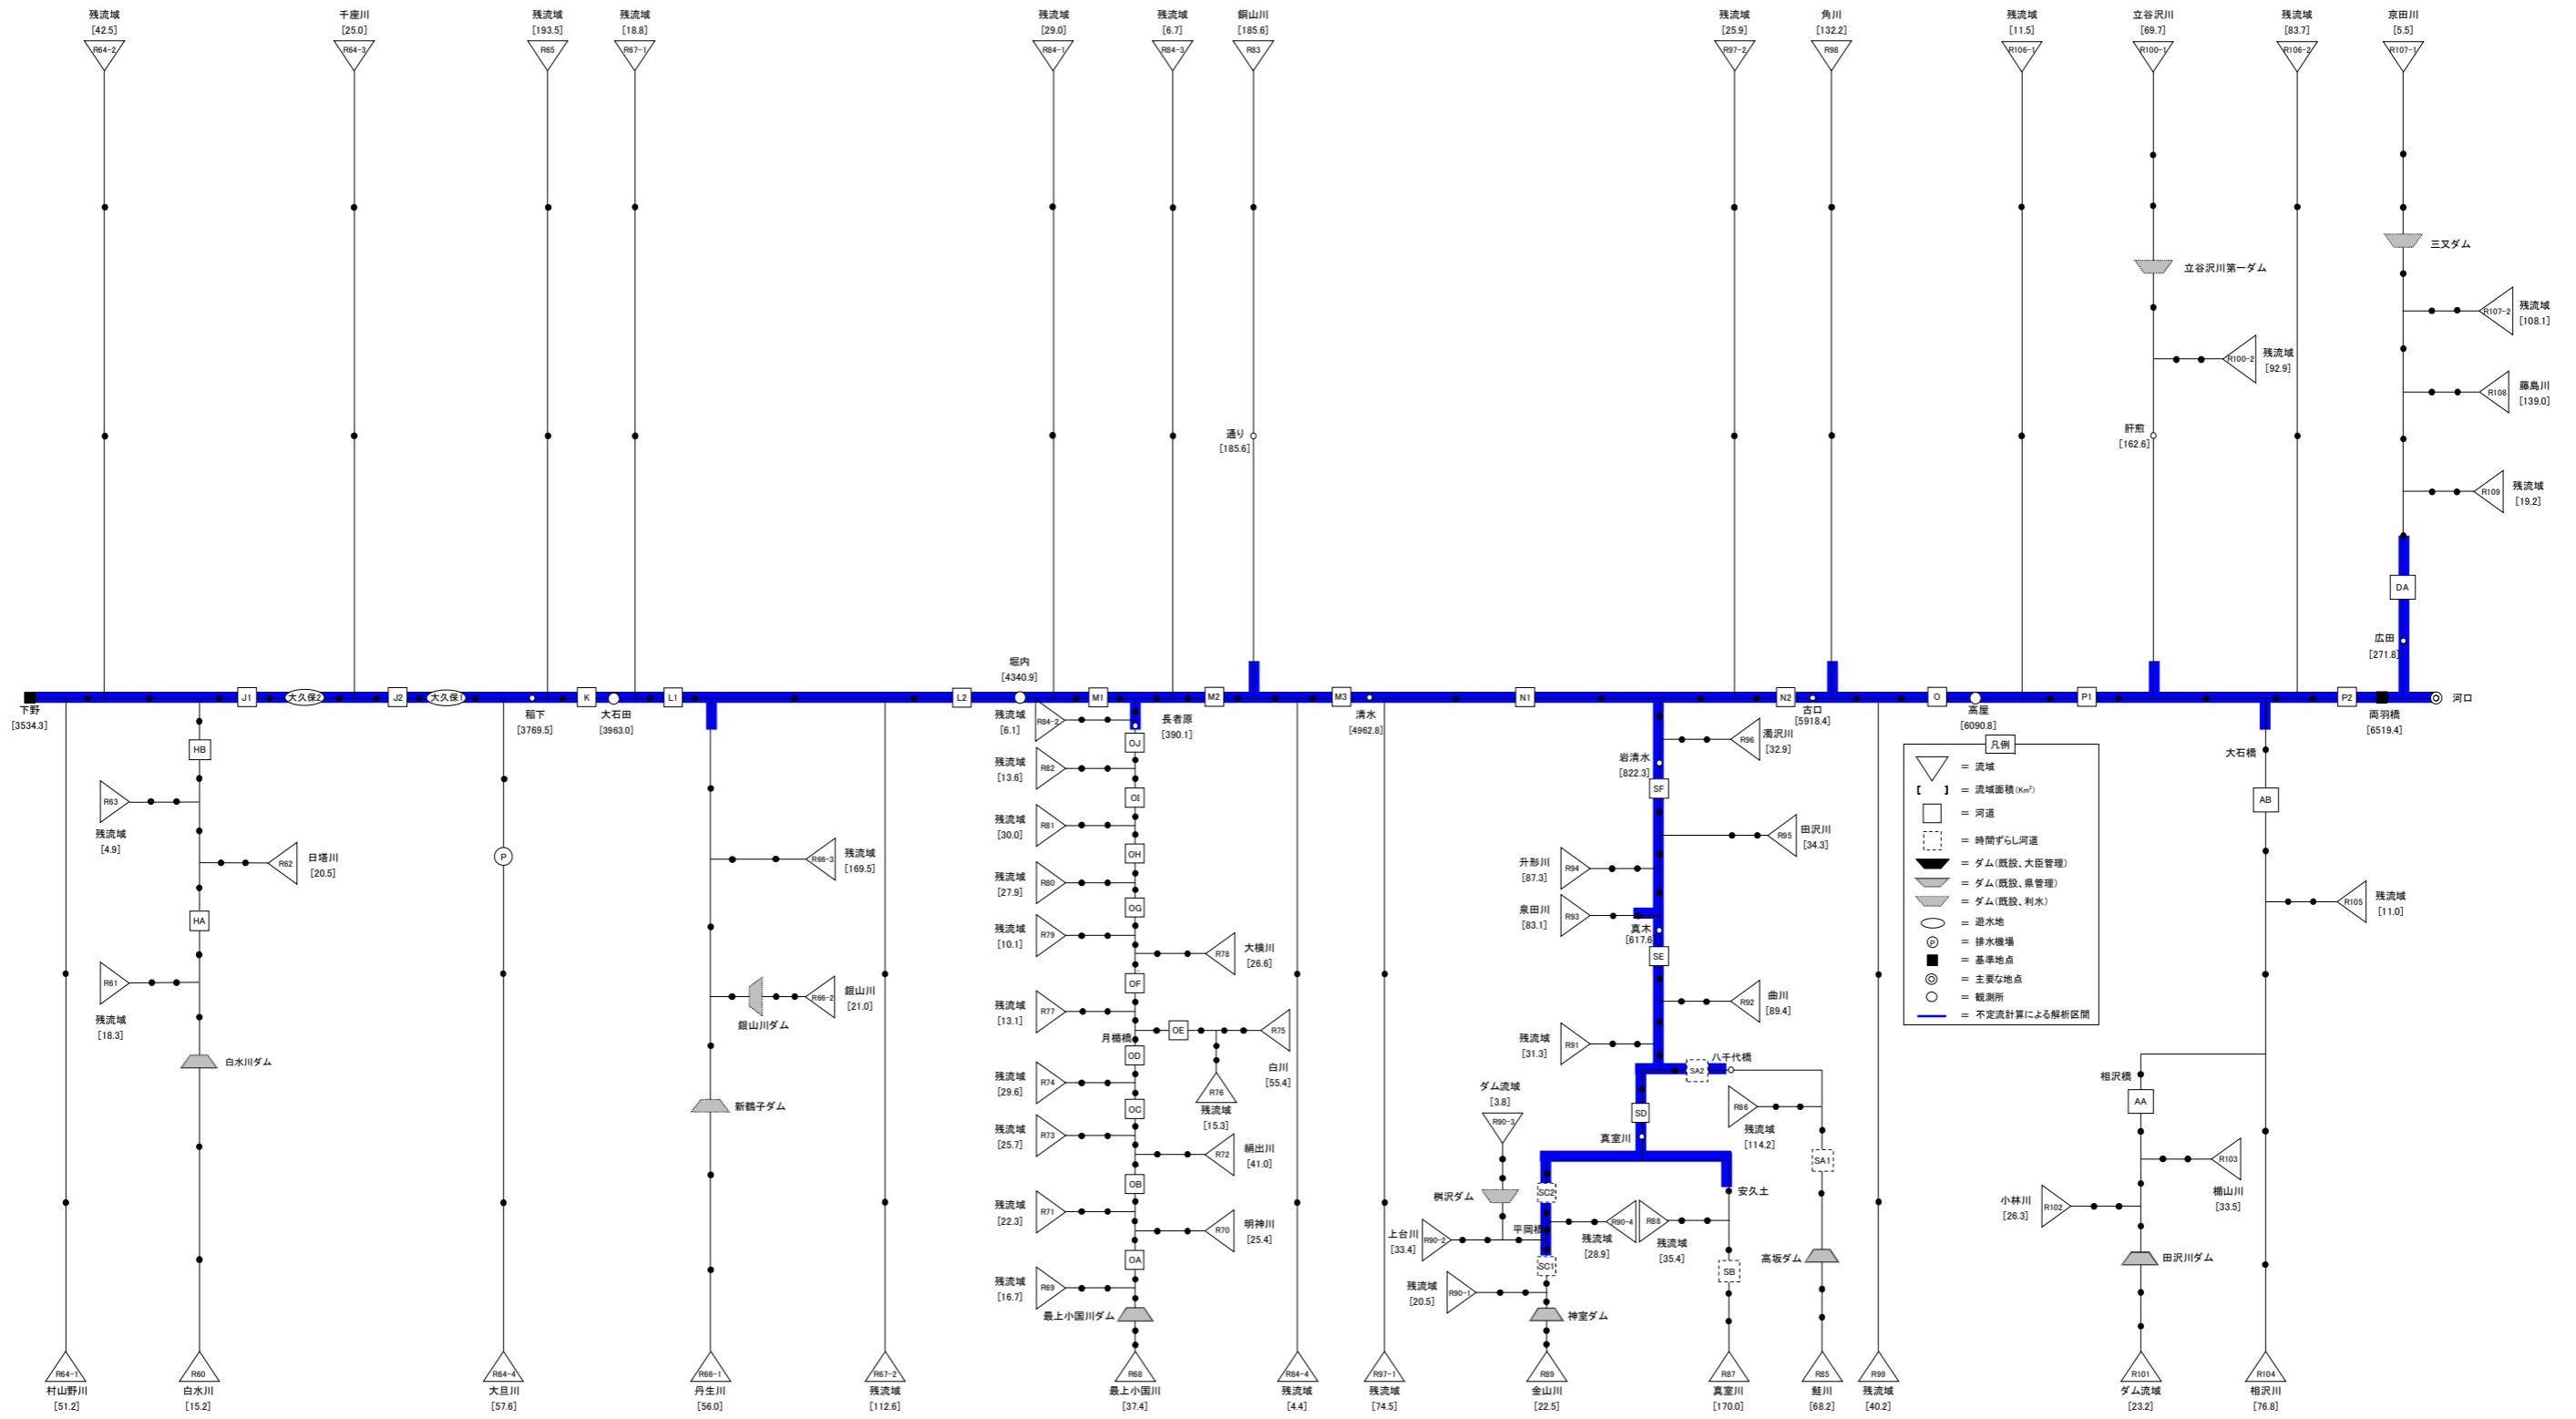 残流域
[42.5]
R64-2
千座川
[25.0]
R64-3
残流域
[193.5]
R65
残流域
[18.8]
R67-1
残流域
[29.0]
R84-1
残流域
[6.7]
R84-3
銅山川
[185.6]
R83
残流域
[25.9]
R97-2
角川
[132.2]
R98
残流域
[11.5]
R106-1
立谷沢川
[69.7]
R100-1
残流域
[83.7]
R106-2
京田川
[5.5]
R107-1
三又ダム
立谷沢川第一ダム
R107-2
残流域
[108.1]
R100-2
残流域
[92.9]
R108
藤島川
[139.0]
通り
[185.6]
肝煎
[162.6]
R109
残流域
[19.2]
DA
広田
[271.8]
下野
[3534.3]
J1
大久保2
J2
大久保1
稲下
[3769.5]
K
大石田
[3963.0]
L1
L2
堀内
[4340.9]
M1
長者原
[390.1]
M2
M3
清水
[4962.8]
N1
N2
古口
[5918.4]
O
高屋
[6090.8]
P1
P2
両羽橋
[6519.4]
河口
HB
R63
残流域
[4.9]
R62
日塔川
[20.5]
HA
R61
残流域
[18.3]
白水川ダム
P
R66-3
残流域
[169.5]
R66-2
銀山川
[21.0]
銀山川ダム
新鶴子ダム
残流域
[6.1]
R84-2
OJ
残流域
[13.6]
R82
OI
残流域
[30.0]
R81
OH
残流域
[27.9]
R80
OG
残流域
[10.1]
R79
R78
大横川
[26.6]
OF
残流域
[13.1]
R77
月楯橋
OE
R75
白川
[55.4]
R76
残流域
[15.3]
OD
残流域
[29.6]
R74
OC
残流域
[25.7]
R73
R72
絹出川
[41.0]
OB
残流域
[22.3]
R71
R70
明神川
[25.4]
OA
残流域
[16.7]
R69
最上小国川ダム
R96
濁沢川
[32.9]
岩清水
[822.3]
SF
R95
田沢川
[34.3]
升形川
[87.3]
R94
泉田川
[83.1]
R93
真木
[617.6]
SE
R92
曲川
[89.4]
残流域
[31.3]
R91
八千代橋
SA2
R86
残流域
[114.2]
SD
真室川
SA1
ダム流域
[3.8]
R90-3
桝沢ダム
SC2
安久土
上台川
[33.4]
R90-2
平岡橋
R90-4
残流域
[28.9]
R88
残流域
[35.4]
SC1
SB
高坂ダム
残流域
[20.5]
R90-1
神室ダム
凡例
= 流域
[ ] = 流域面積(Km²)
= 河道
= 時間ずらし河道
= ダム(既設、大臣管理)
= ダム(既設、県管理)
= ダム(既設、利水)
= 遊水地
P = 排水機場
= 基準地点
= 主要な地点
= 観測所
= 不定流計算による解析区間
大石橋
AB
R105
残流域
[11.0]
相沢橋
AA
R103
楯山川
[33.5]
小林川
[26.3]
R102
田沢川ダム
R64-1
村山野川
[51.2]
R60
白水川
[15.2]
R64-4
大旦川
[57.6]
R66-1
丹生川
[56.0]
R67-2
残流域
[112.6]
R68
最上小国川
[37.4]
R84-4
残流域
[4.4]
R97-1
残流域
[74.5]
R89
金山川
[22.5]
R87
真室川
[170.0]
R85
鮭川
[68.2]
R99
残流域
[40.2]
R101
ダム流域
[23.2]
R104
相沢川
[76.8]